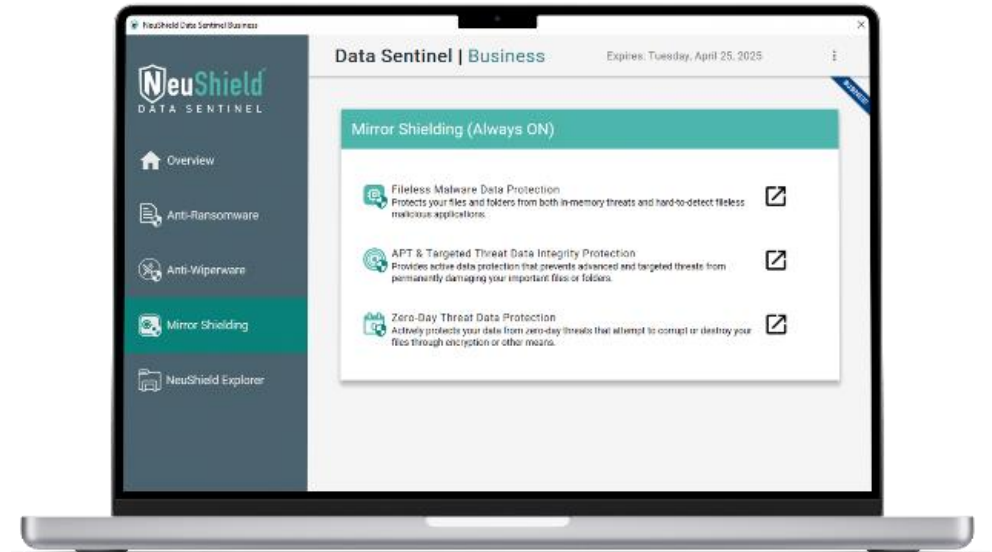 NeuShield Data Sentinel Business
NeuShield
DATA SENTINEL
Overview
Anti-Ransomware
Anti-Wiperware
Mirror Shielding
NeuShield Explorer
Data Sentinel | Business
Expires: Tuesday, April 25, 2025
BUSINESS
Mirror Shielding (Always ON)
Fileless Malware Data Protection
Protects your files and folders from both in-memory threats and hard-to-detect fileless
malicious applications.
APT & Targeted Threat Data Integrity Protection
Provides active data protection that prevents advanced and targeted threats from
permanently damaging your important files or folders.
Zero-Day Threat Data Protection
Actively protects your data from zero-day threats that attempt to corrupt or destroy your
files through encryption or other means.